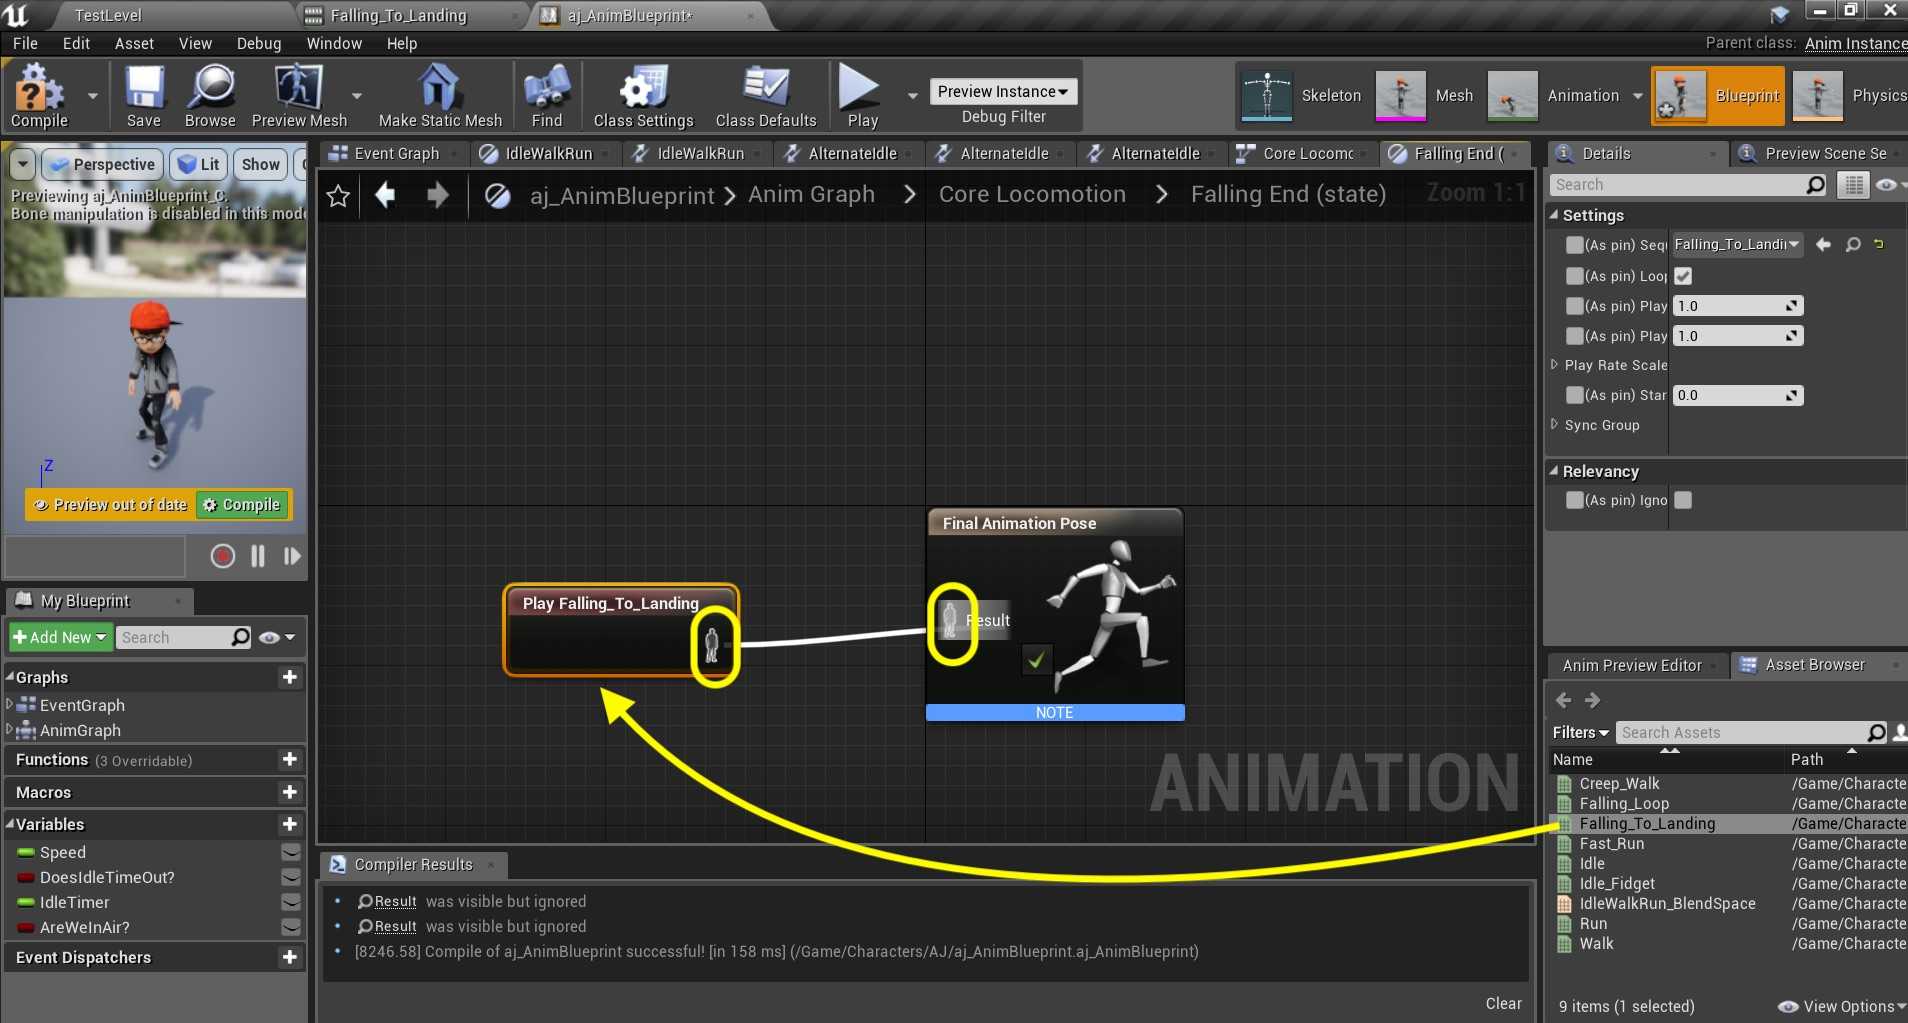 TestLevel
Falling_To_Landing
aj_AnimBlueprint*
File Edit Asset View Debug Window Help
Parent class: Anim Instance
Compile
Save
Browse
Preview Mesh
Make Static Mesh
Find
Class Settings
Class Defaults
Play
Preview Instance
Debug Filter
Skeleton
Mesh
Animation
Blueprint
Physics
Perspective
Lit
Show
Previewing aj_AnimBlueprint_C.
Bone manipulation is disabled in this mode
Z
Preview out of date
Compile
Event Graph
IdleWalkRun
IdleWalkRun
AlternateIdle
AlternateIdle
AlternateIdle
Core Locomc
Falling End (
aj_AnimBlueprint
Anim Graph
Core Locomotion
Falling End (state)
Zoom 1:1
Play Falling_To_Landing
Final Animation Pose
Result
NOTE
ANIMATION
My Blueprint
Add New
Search
Graphs
EventGraph
AnimGraph
Functions (3 Overridable)
Macros
Variables
Speed
DoesIdleTimeOut?
IdleTimer
AreWeInAir?
Event Dispatchers
Compiler Results
Result was visible but ignored
Result was visible but ignored
[8246.58] Compile of aj_AnimBlueprint successful! [in 158 ms] (/Game/Characters/AJ/aj_AnimBlueprint.aj_AnimBlueprint)
Clear
Details
Preview Scene Se
Search
Settings
(As pin) Seq Falling_To_Landi
(As pin) Loop
(As pin) Play 1.0
(As pin) Play 1.0
Play Rate Scale
(As pin) Star 0.0
Sync Group
Relevancy
(As pin) Igno
Anim Preview Editor
Asset Browser
Filters
Search Assets
Name Path
Creep_Walk /Game/Characte
Falling_Loop /Game/Characte
Falling_To_Landing /Game/Characte
Fast_Run /Game/Characte
Idle /Game/Characte
Idle_Fidget /Game/Characte
IdleWalkRun_BlendSpace /Game/Characte
Run /Game/Characte
Walk /Game/Characte
9 items (1 selected)
View Options